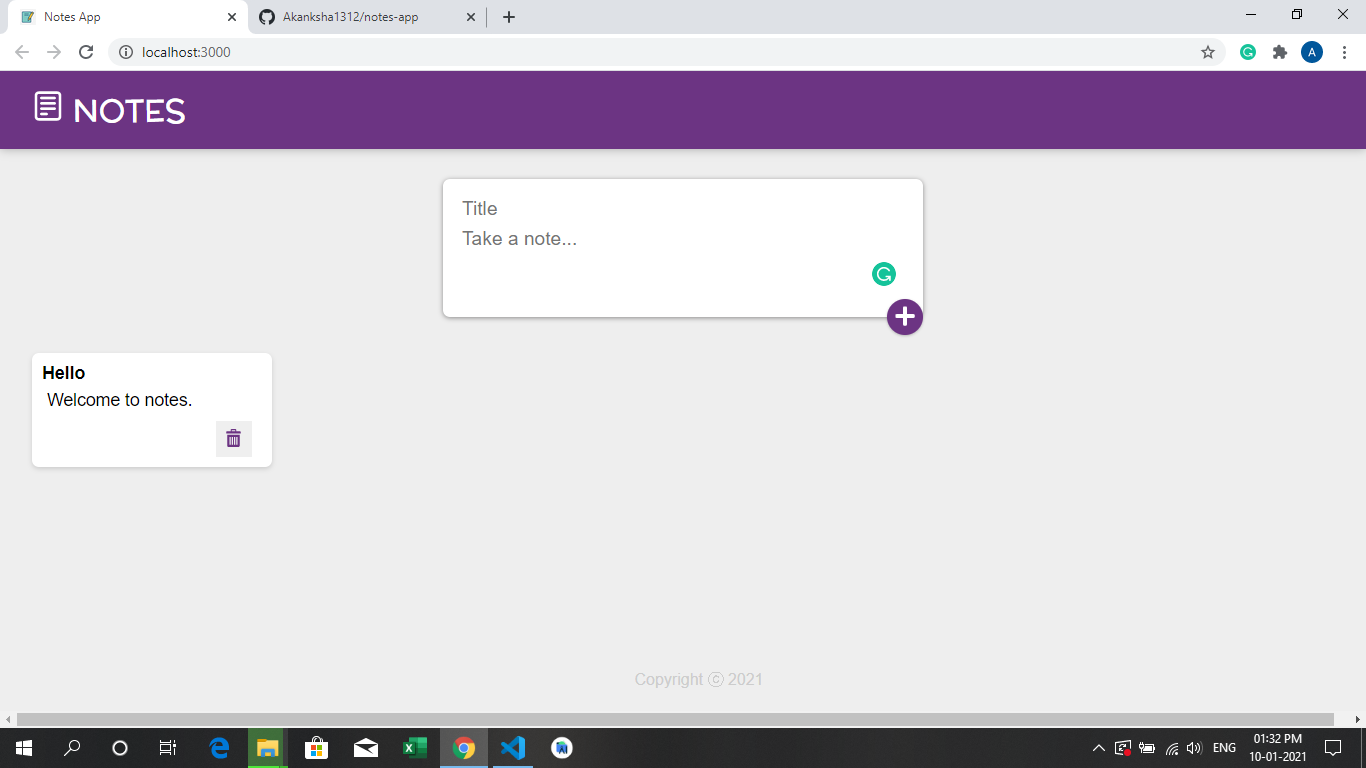 Notes App
Akanksha1312/notes-app
localhost:3000
A
NOTES
Title
Take a note...
Hello
Welcome to notes.
Copyright ⓒ 2021
ENG
01:32 PM
10-01-2021